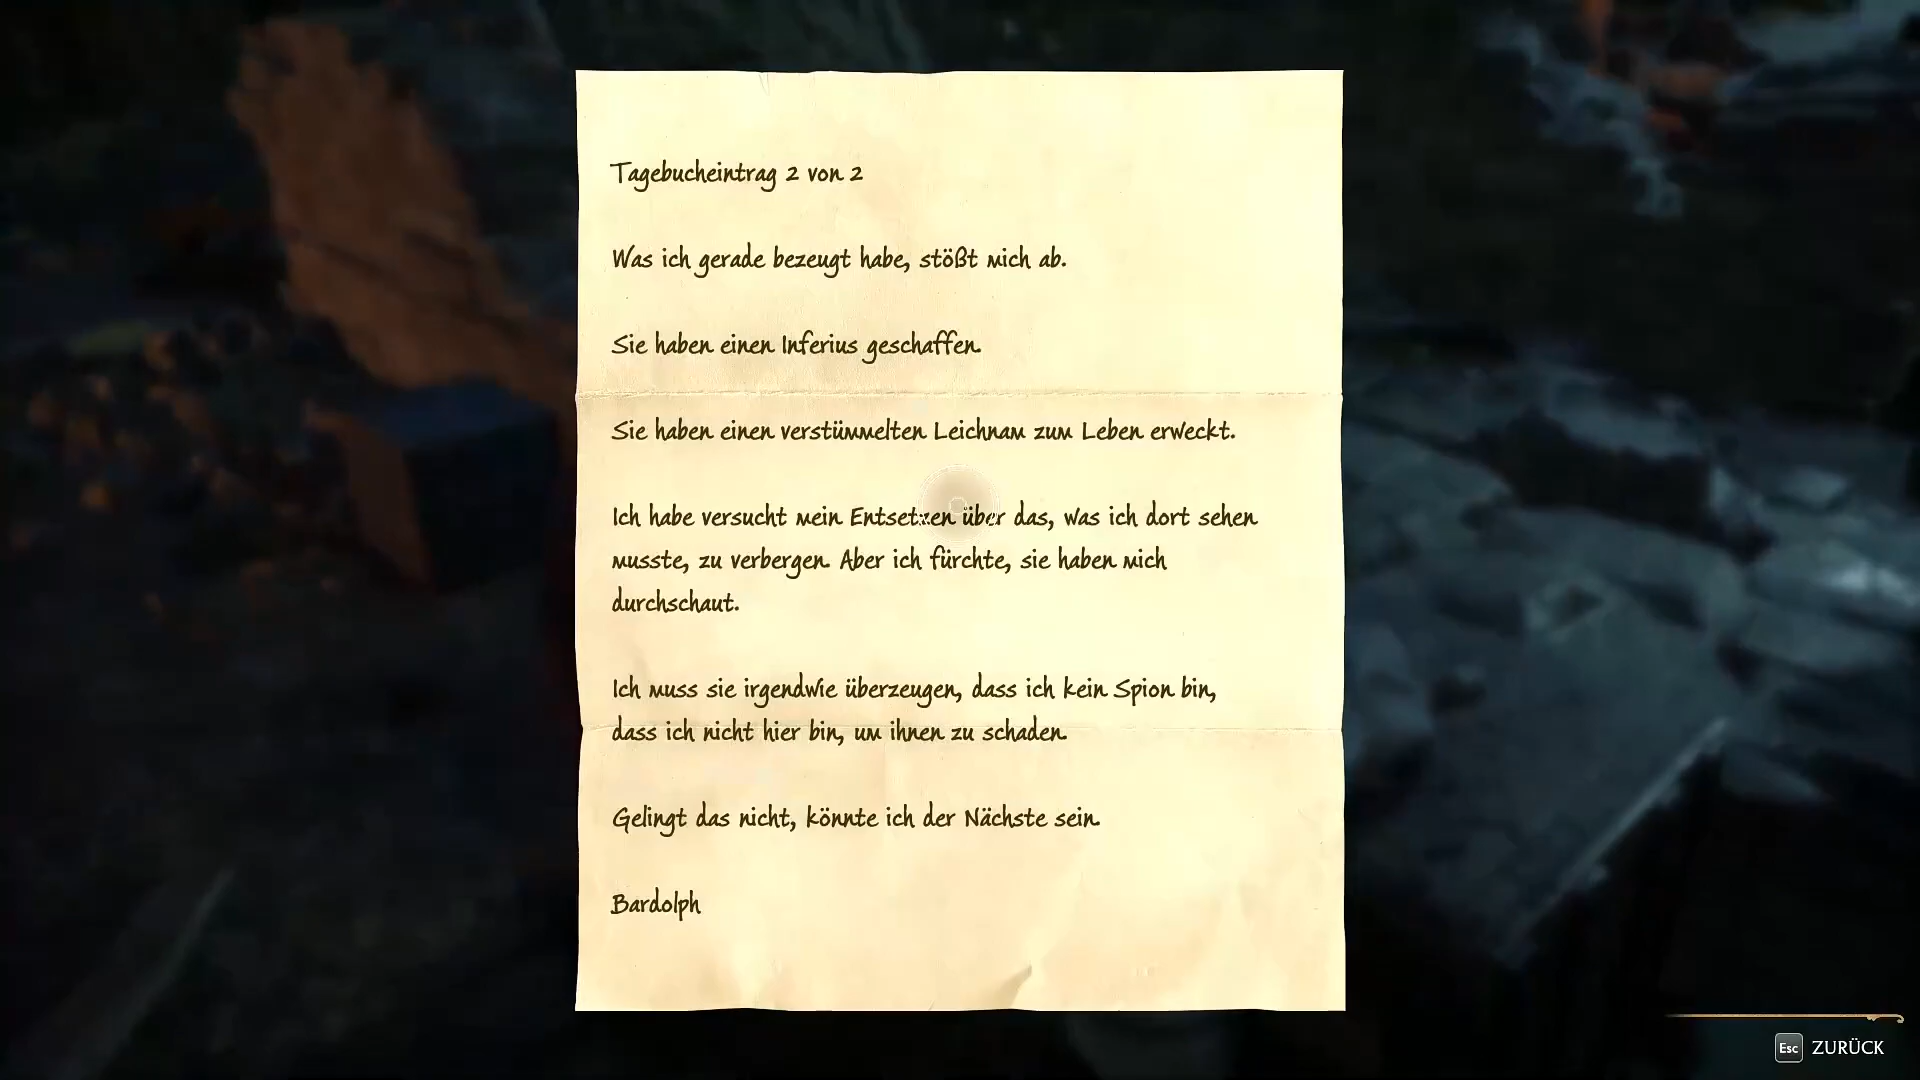 Tagebucheintrag 2 von 2
Was ich gerade bezeugt habe, stößt mich ab.
Sie haben einen Inferius geschaffen.
Sie haben einen verstümmelten Leichnam zum Leben erweckt.
Ich habe versucht mein Entsetzen über das, was ich dort sehen
musste, zu verbergen. Aber ich fürchte, sie haben mich
durchschaut.
Ich muss sie irgendwie überzeugen, dass ich kein Spion bin,
dass ich nicht hier bin, um ihnen zu schaden.
Gelingt das nicht, könnte ich der Nächste sein.
Bardolph
Esc ZURÜCK